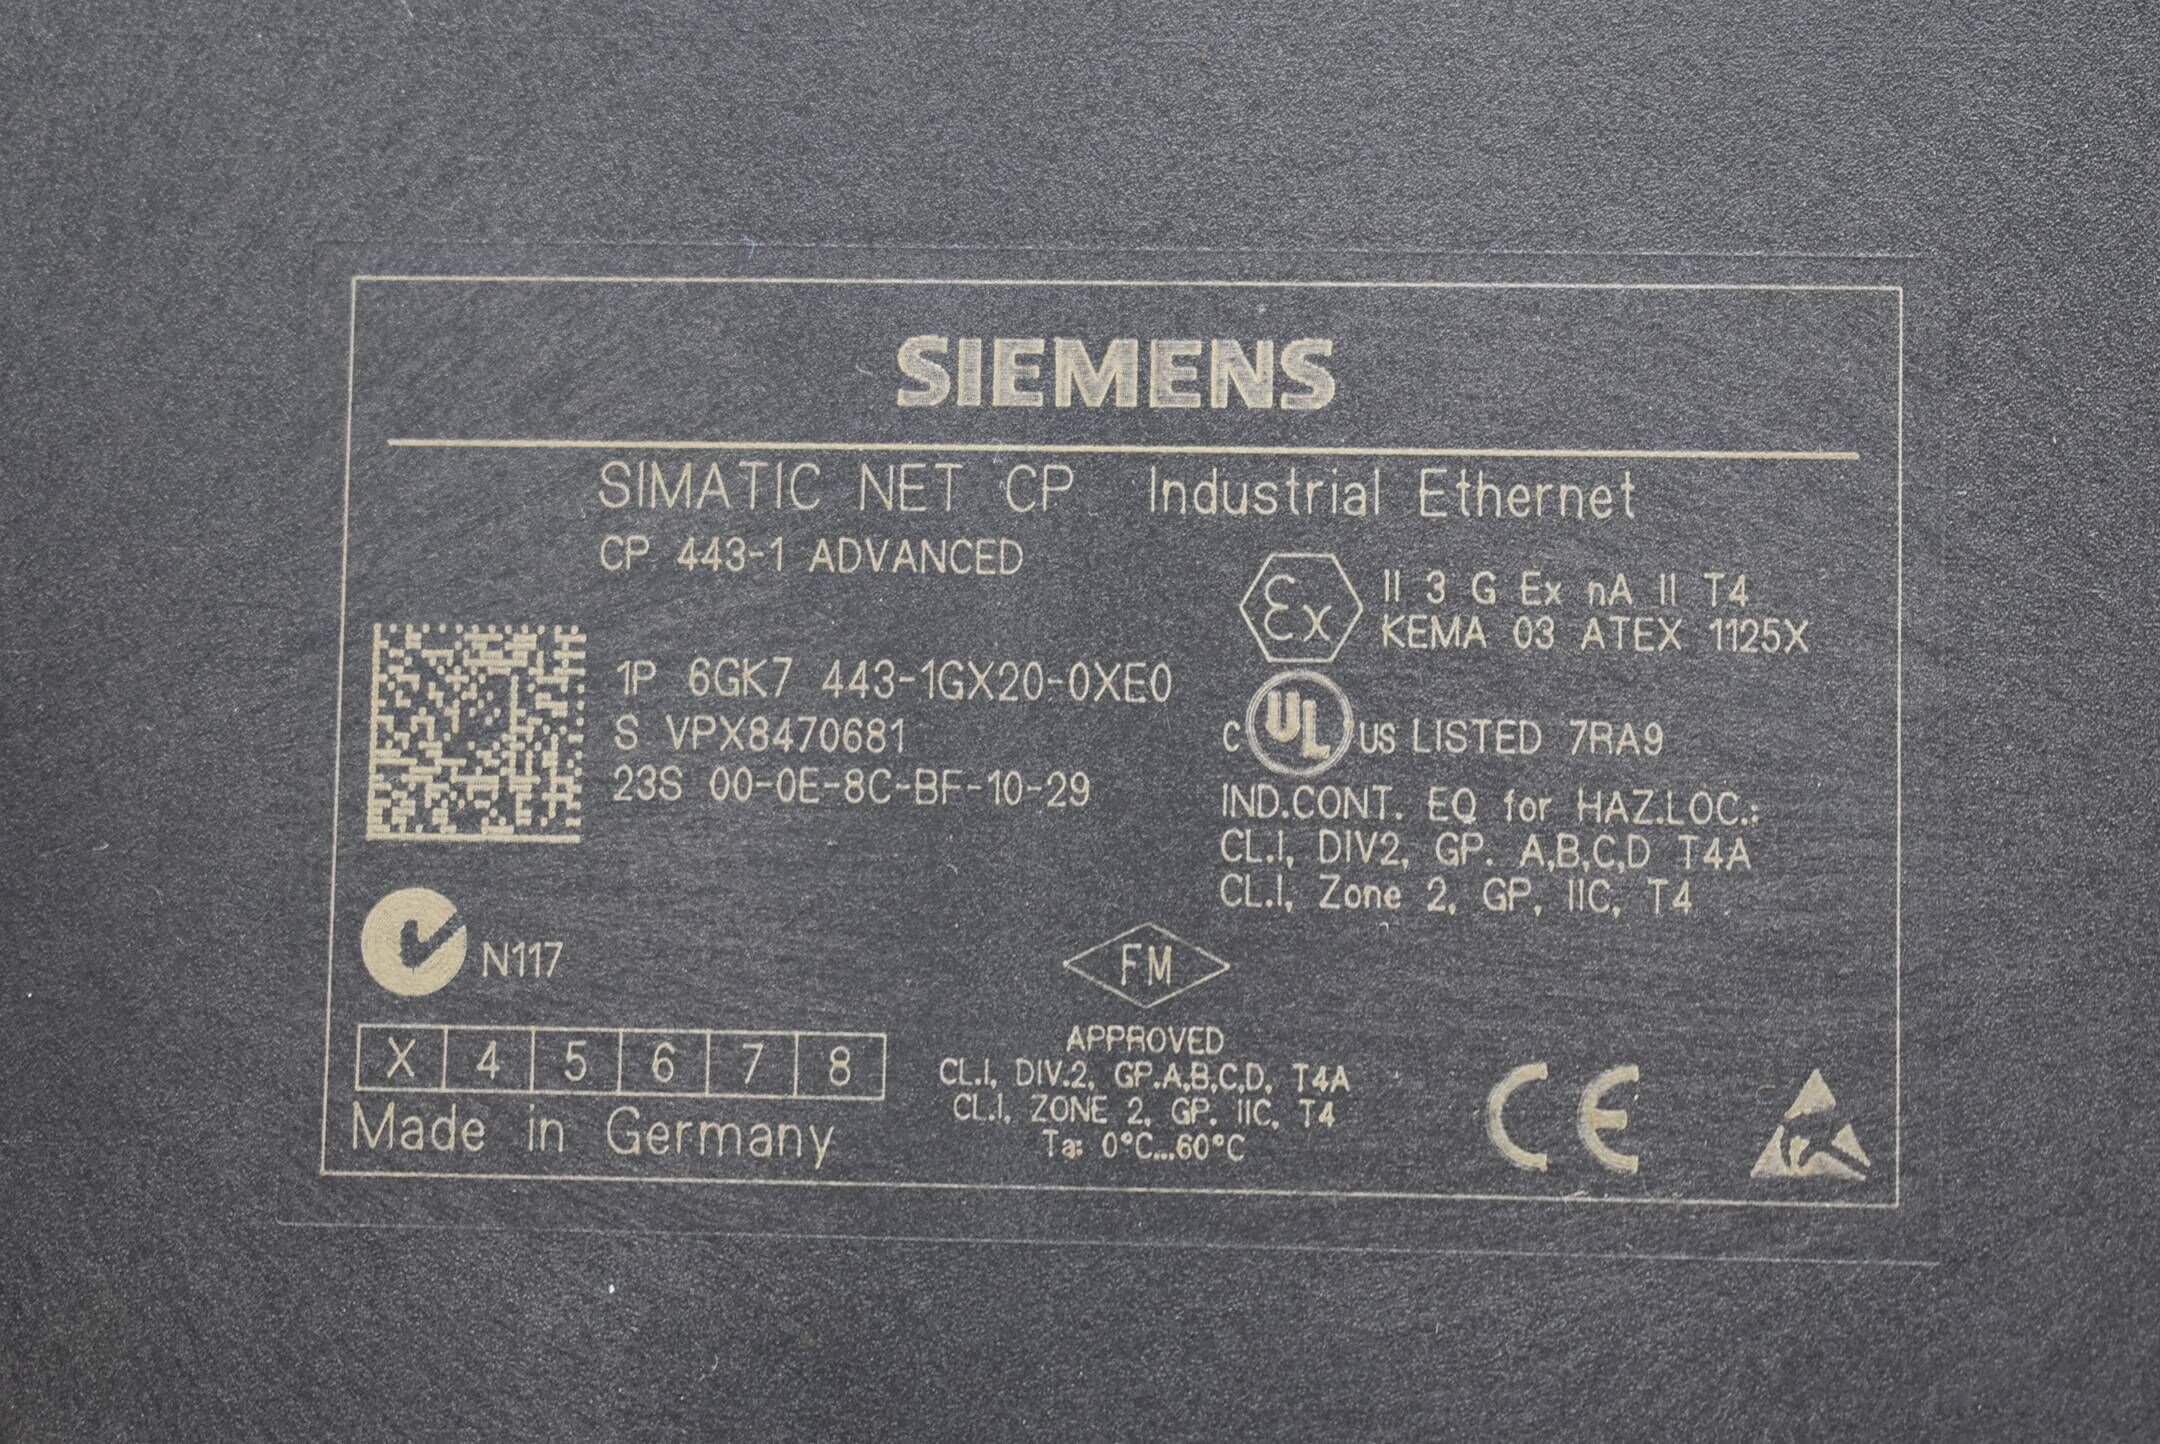 SIEMENS
SIMATIC NET CP Industrial Ethernet
CP 443-1 ADVANCED
Ex II 3 G Ex nA II T4
KEMA 03 ATEX 1125X
1P 6GK7 443-1GX20-0XE0
S VPX8470681
23S 00-0E-8C-BF-10-29
C UL US LISTED 7RA9
IND.CONT. EQ for HAZ.LOC.:
CL.I, DIV2, GP. A,B,C,D T4A
CL.I, Zone 2, GP, IIC, T4
N117
FM
APPROVED
CL.I, DIV.2, GP.A,B,C,D, T4A
CL.I, ZONE 2, GP. IIC, T4
Ta: 0°C...60°C
X 4 5 6 7 8
Made in Germany
CE